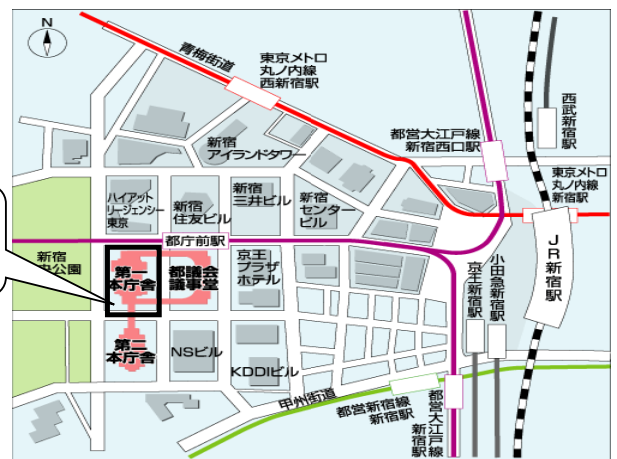 N
青梅街道
東京メトロ
丸ノ内線
西新宿駅
西武新宿駅
都営大江戸線
新宿西口駅
新宿
アイランドタワー
東京メトロ
丸ノ内線
新宿駅
ハイアット
リージェンシー
東京
新宿
住友ビル
新宿
三井ビル
新宿
センター
ビル
都庁前駅
JR新宿駅
新宿
央公園
第一
本庁舎
都議会
議事堂
京王
プラザ
ホテル
小田急新宿駅
京王新宿駅
第二
本庁舎
NSビル
KDDIビル
甲州街道
都営新宿線
新宿駅
都営大江戸線
新宿駅